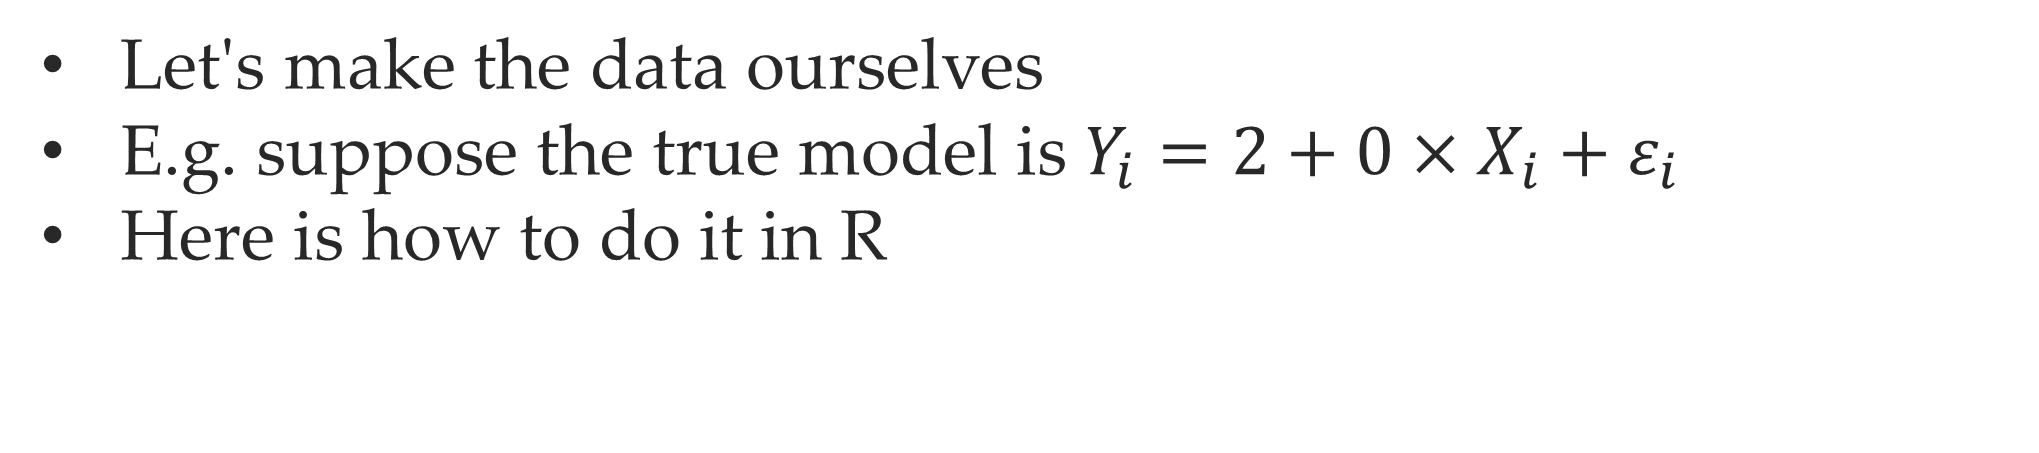 • Let's make the data ourselves
• E.g. suppose the true model is Yᵢ = 2 + 0 × Xᵢ + εᵢ
• Here is how to do it in R